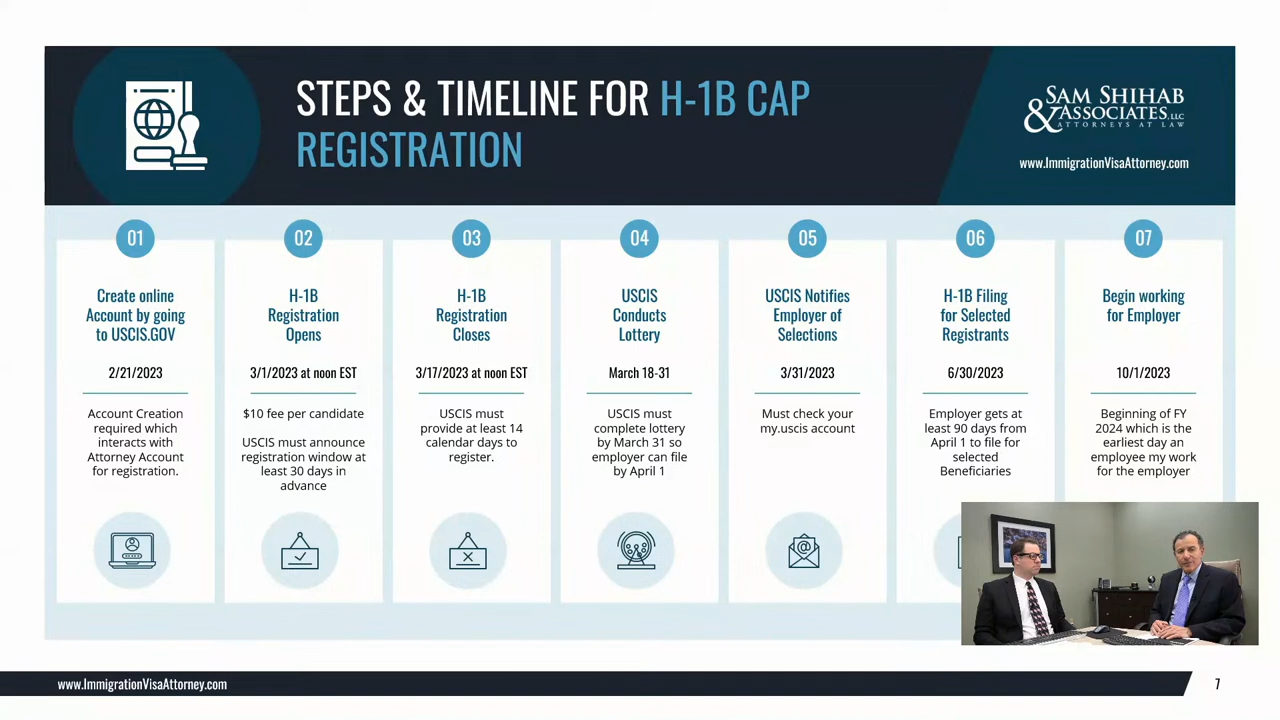 STEPS & TIMELINE FOR H-1B CAP
REGISTRATION
SAM SHIHAB
& ASSOCIATES, LLC
ATTORNEYS AT LAW
www.ImmigrationVisaAttorney.com
01
Create online
Account by going
to USCIS.GOV
2/21/2023
Account Creation
required which
interacts with
Attorney Account
for registration.
02
H-1B
Registration
Opens
3/1/2023 at noon EST
$10 fee per candidate
USCIS must announce
registration window at
least 30 days in
advance
03
H-1B
Registration
Closes
3/17/2023 at noon EST
USCIS must
provide at least 14
calendar days to
register.
04
USCIS
Conducts
Lottery
March 18-31
USCIS must
complete lottery
by March 31 so
employer can file
by April 1
05
USCIS Notifies
Employer of
Selections
3/31/2023
Must check your
my.uscis account
06
H-1B Filing
for Selected
Registrants
6/30/2023
Employer gets at
least 90 days from
April 1 to file for
selected
Beneficiaries
07
Begin working
for Employer
10/1/2023
Beginning of FY
2024 which is the
earliest day an
employee my work
for the employer
www.ImmigrationVisaAttorney.com
7